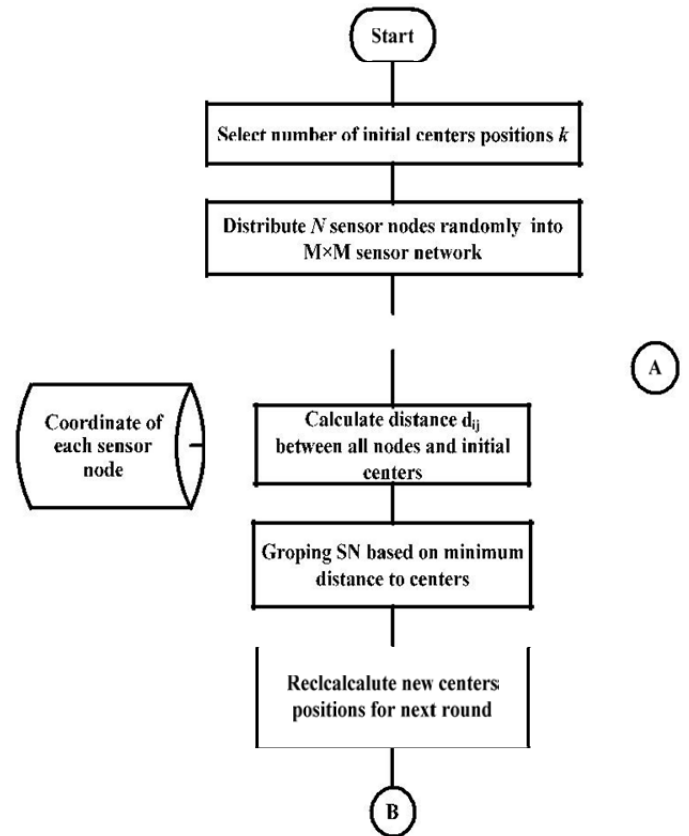 Start
Select number of initial centers positions k
Distribute N sensor nodes randomly into
M×M sensor network
A
Coordinate of
each sensor
node
Calculate distance dij
between all nodes and initial
centers
Groping SN based on minimum
distance to centers
Reclcalcalute new centers
positions for next round
B